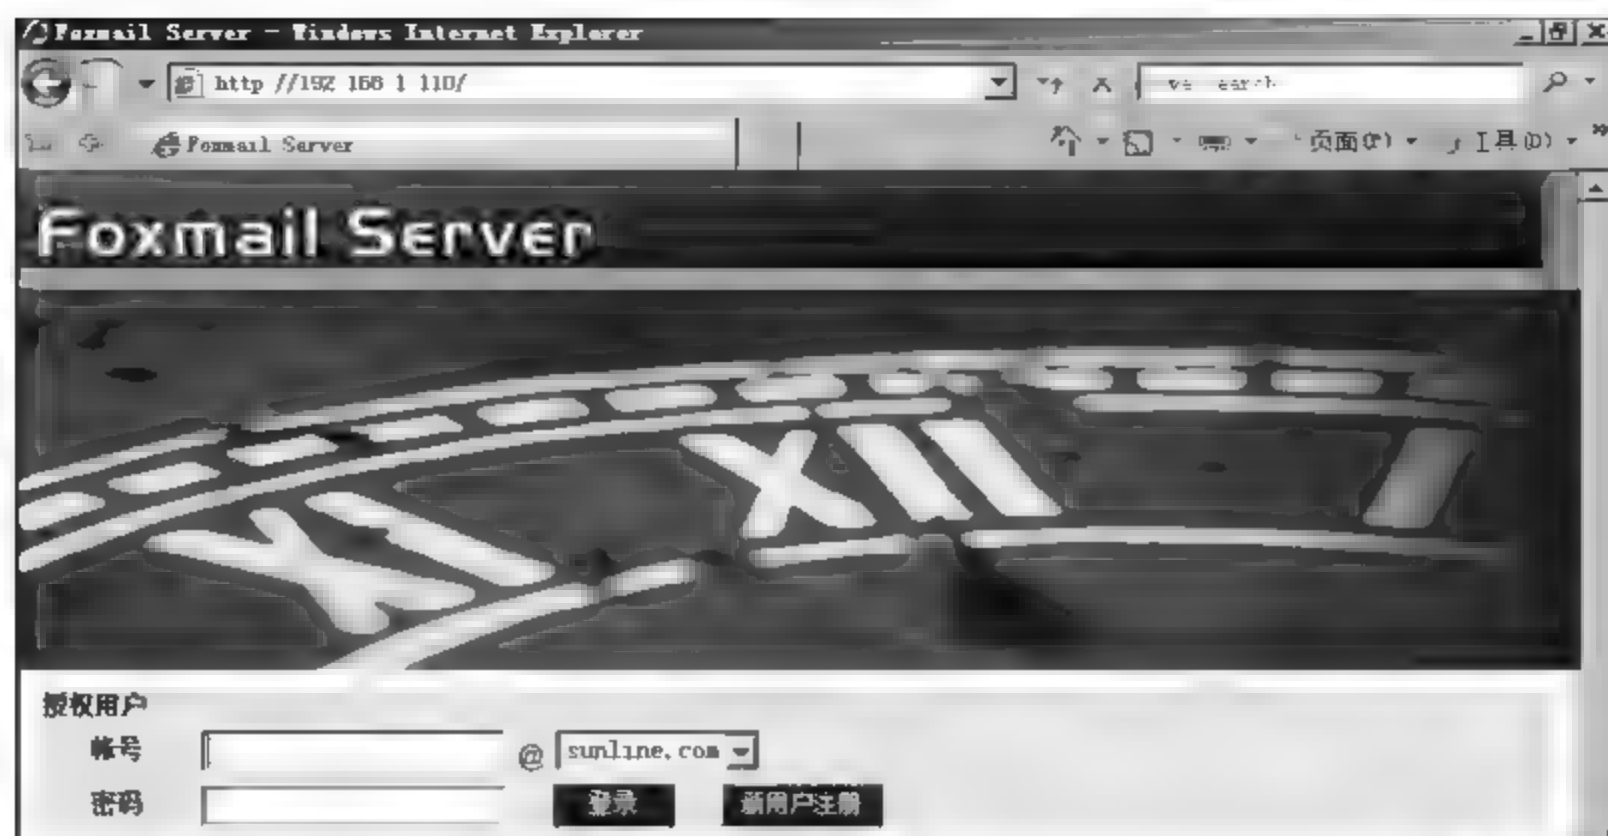 Foxmail Server - Windows Internet Explorer
http //192 168 1 110/
Foxmail Server
页面(P) 工具(O)
Foxmail Server
XI XII I
授权用户
帐号 @ sunline.com
密码 登录 新用户注册